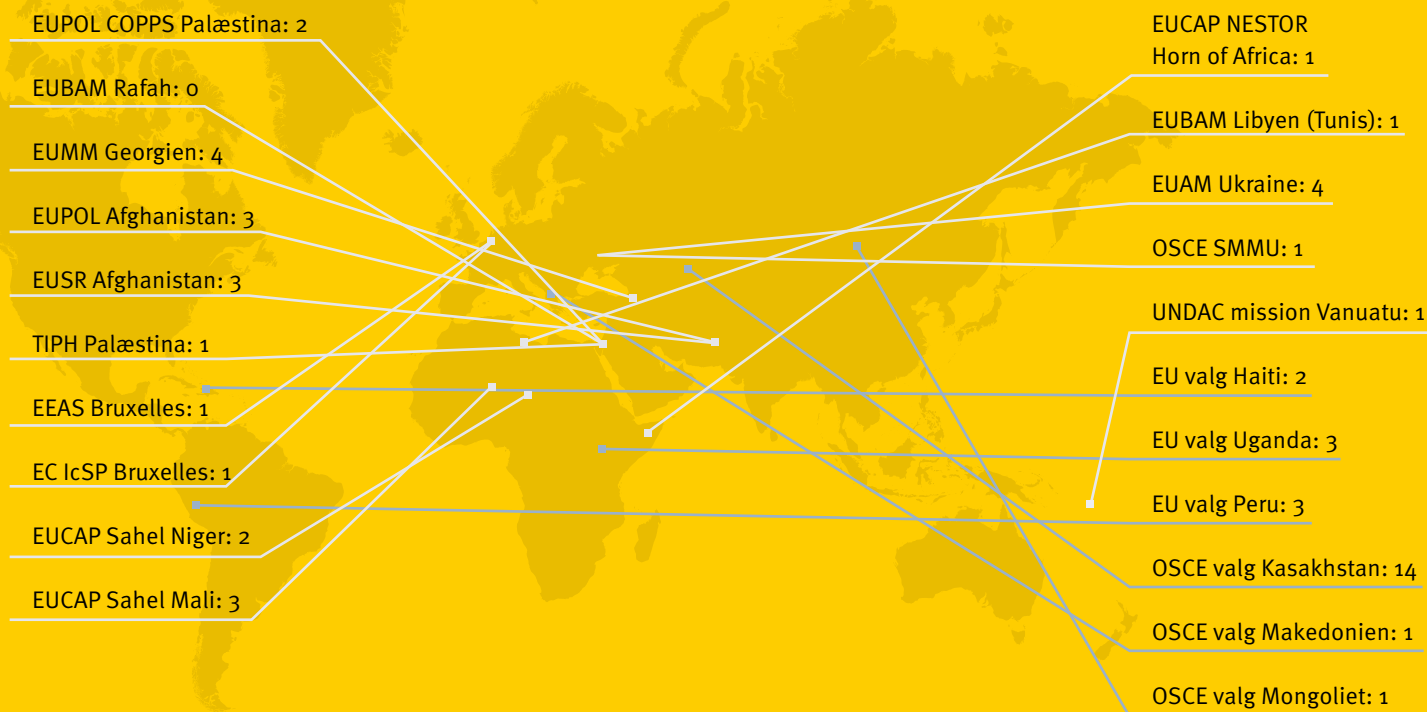 EUPOL COPPS Palæstina: 2
EUBAM Rafah: 0
EUMM Georgien: 4
EUPOL Afghanistan: 3
EUSR Afghanistan: 3
TIPH Palæstina: 1
EEAS Bruxelles: 1
EC IcSP Bruxelles: 1
EUCAP Sahel Niger: 2
EUCAP Sahel Mali: 3
EUCAP NESTOR
Horn of Africa: 1
EUBAM Libyen (Tunis): 1
EUAM Ukraine: 4
OSCE SMMU: 1
UNDAC mission Vanuatu: 1
EU valg Haiti: 2
EU valg Uganda: 3
EU valg Peru: 3
OSCE valg Kasakhstan: 14
OSCE valg Makedonien: 1
OSCE valg Mongoliet: 1